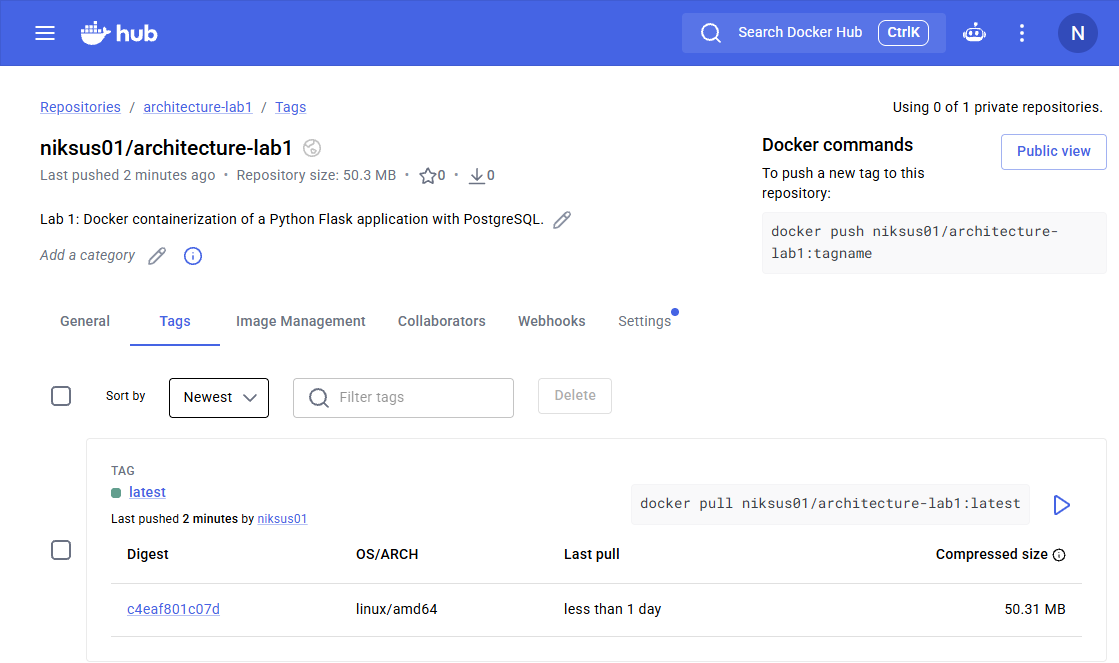 hub
Search Docker Hub
CtrlK
N
Repositories / architecture-lab1 / Tags
Using 0 of 1 private repositories.
niksus01/architecture-lab1
Last pushed 2 minutes ago • Repository size: 50.3 MB • 0 • 0
Lab 1: Docker containerization of a Python Flask application with PostgreSQL.
Add a category
Docker commands
Public view
To push a new tag to this
repository:
docker push niksus01/architecture-
lab1:tagname
General Tags Image Management Collaborators Webhooks Settings
Sort by Newest Filter tags Delete
TAG
latest
Last pushed 2 minutes by niksus01
docker pull niksus01/architecture-lab1:latest
Digest OS/ARCH Last pull Compressed size
c4eaf801c07d linux/amd64 less than 1 day 50.31 MB